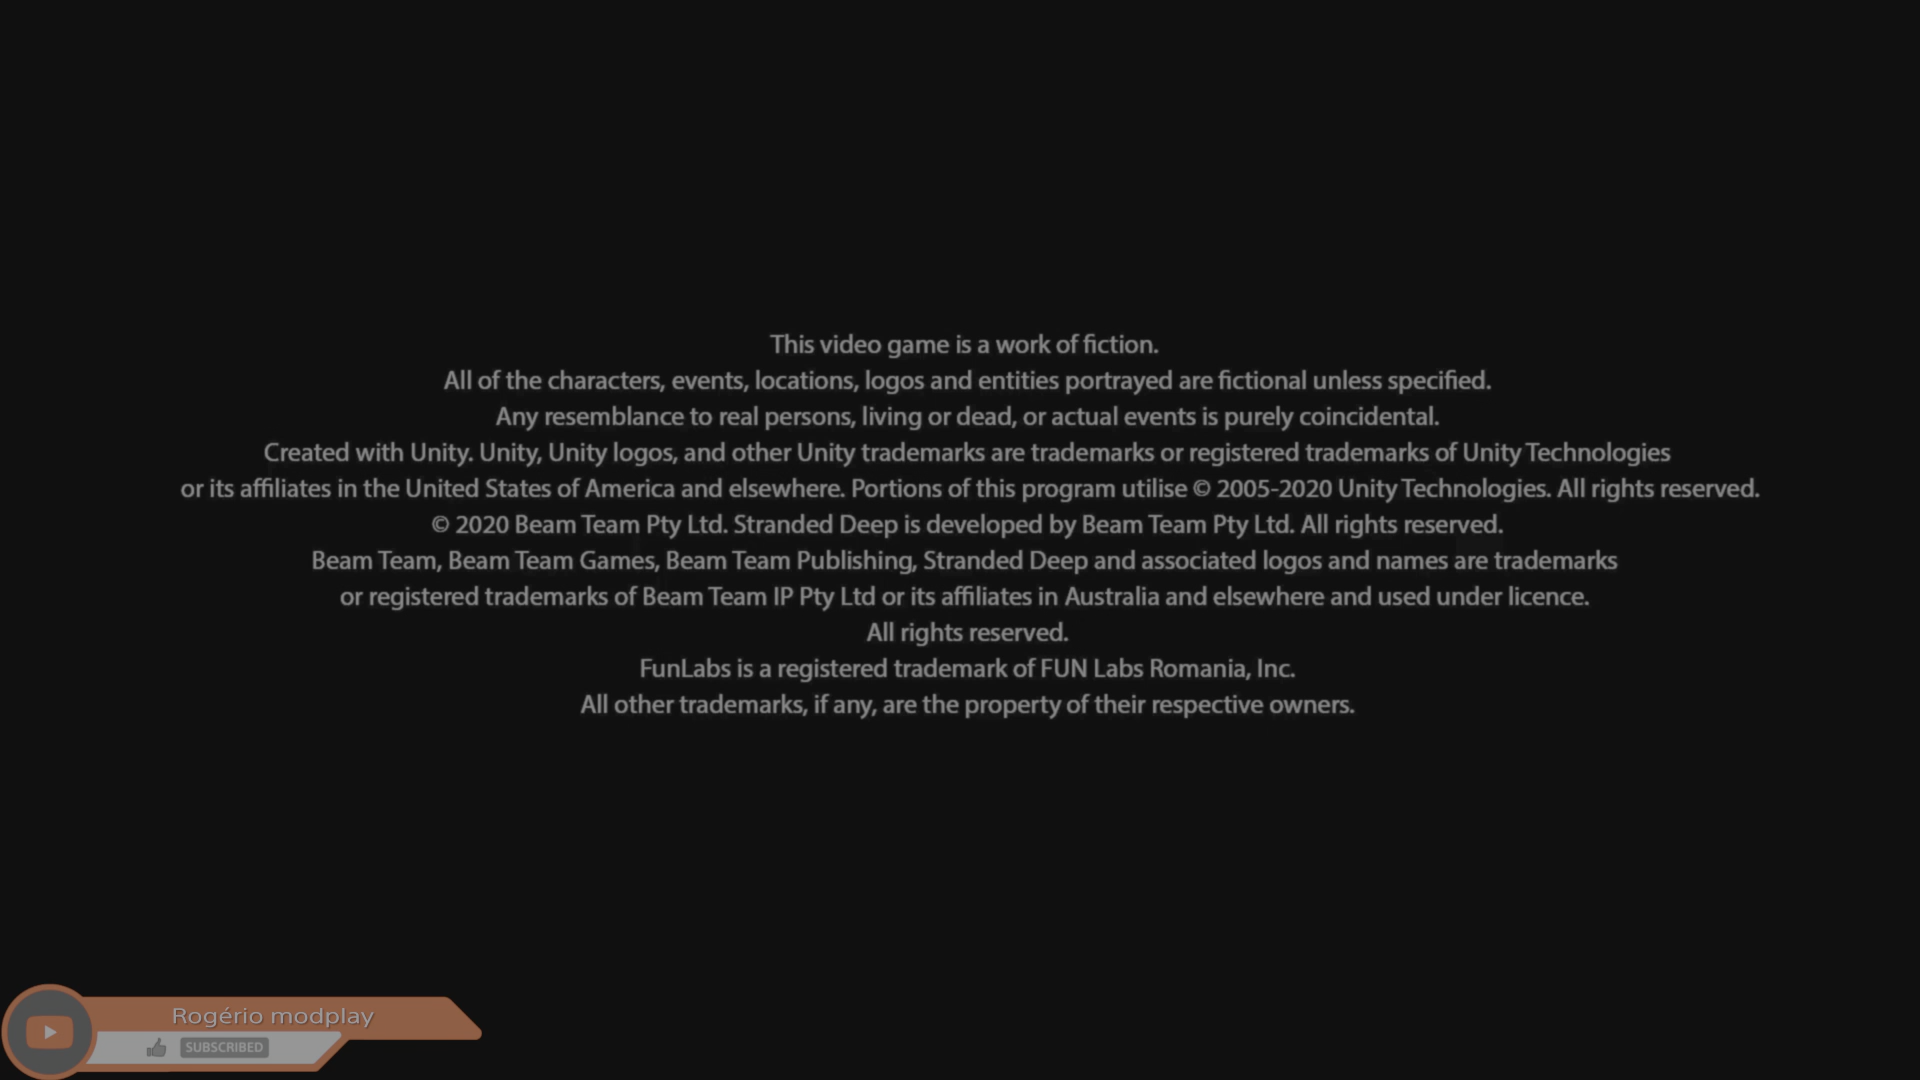 This video game is a work of fiction.
All of the characters, events, locations, logos and entities portrayed are fictional unless specified.
Any resemblance to real persons, living or dead, or actual events is purely coincidental.
Created with Unity. Unity, Unity logos, and other Unity trademarks are trademarks or registered trademarks of Unity Technologies
or its affiliates in the United States of America and elsewhere. Portions of this program utilise © 2005-2020 Unity Technologies. All rights reserved.
© 2020 Beam Team Pty Ltd. Stranded Deep is developed by Beam Team Pty Ltd. All rights reserved.
Beam Team, Beam Team Games, Beam Team Publishing, Stranded Deep and associated logos and names are trademarks
or registered trademarks of Beam Team IP Pty Ltd or its affiliates in Australia and elsewhere and used under licence.
All rights reserved.
FunLabs is a registered trademark of FUN Labs Romania, Inc.
All other trademarks, if any, are the property of their respective owners.
Rogério modplay
SUBSCRIBED